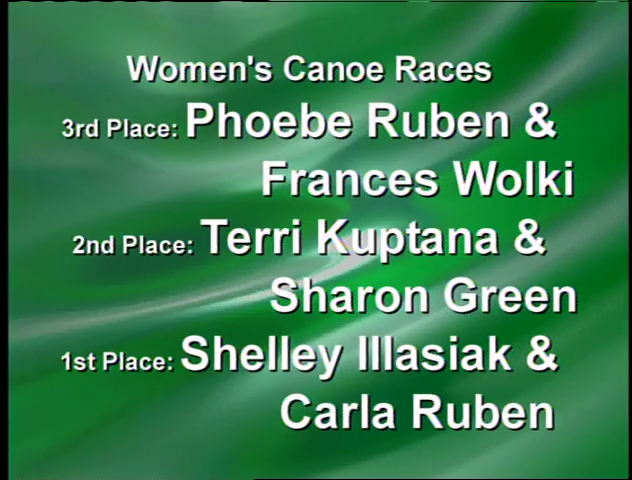 Women's Canoe Races
3rd Place: Phoebe Ruben &
Frances Wolki
2nd Place: Terri Kuptana &
Sharon Green
1st Place: Shelley Illasiak &
Carla Ruben